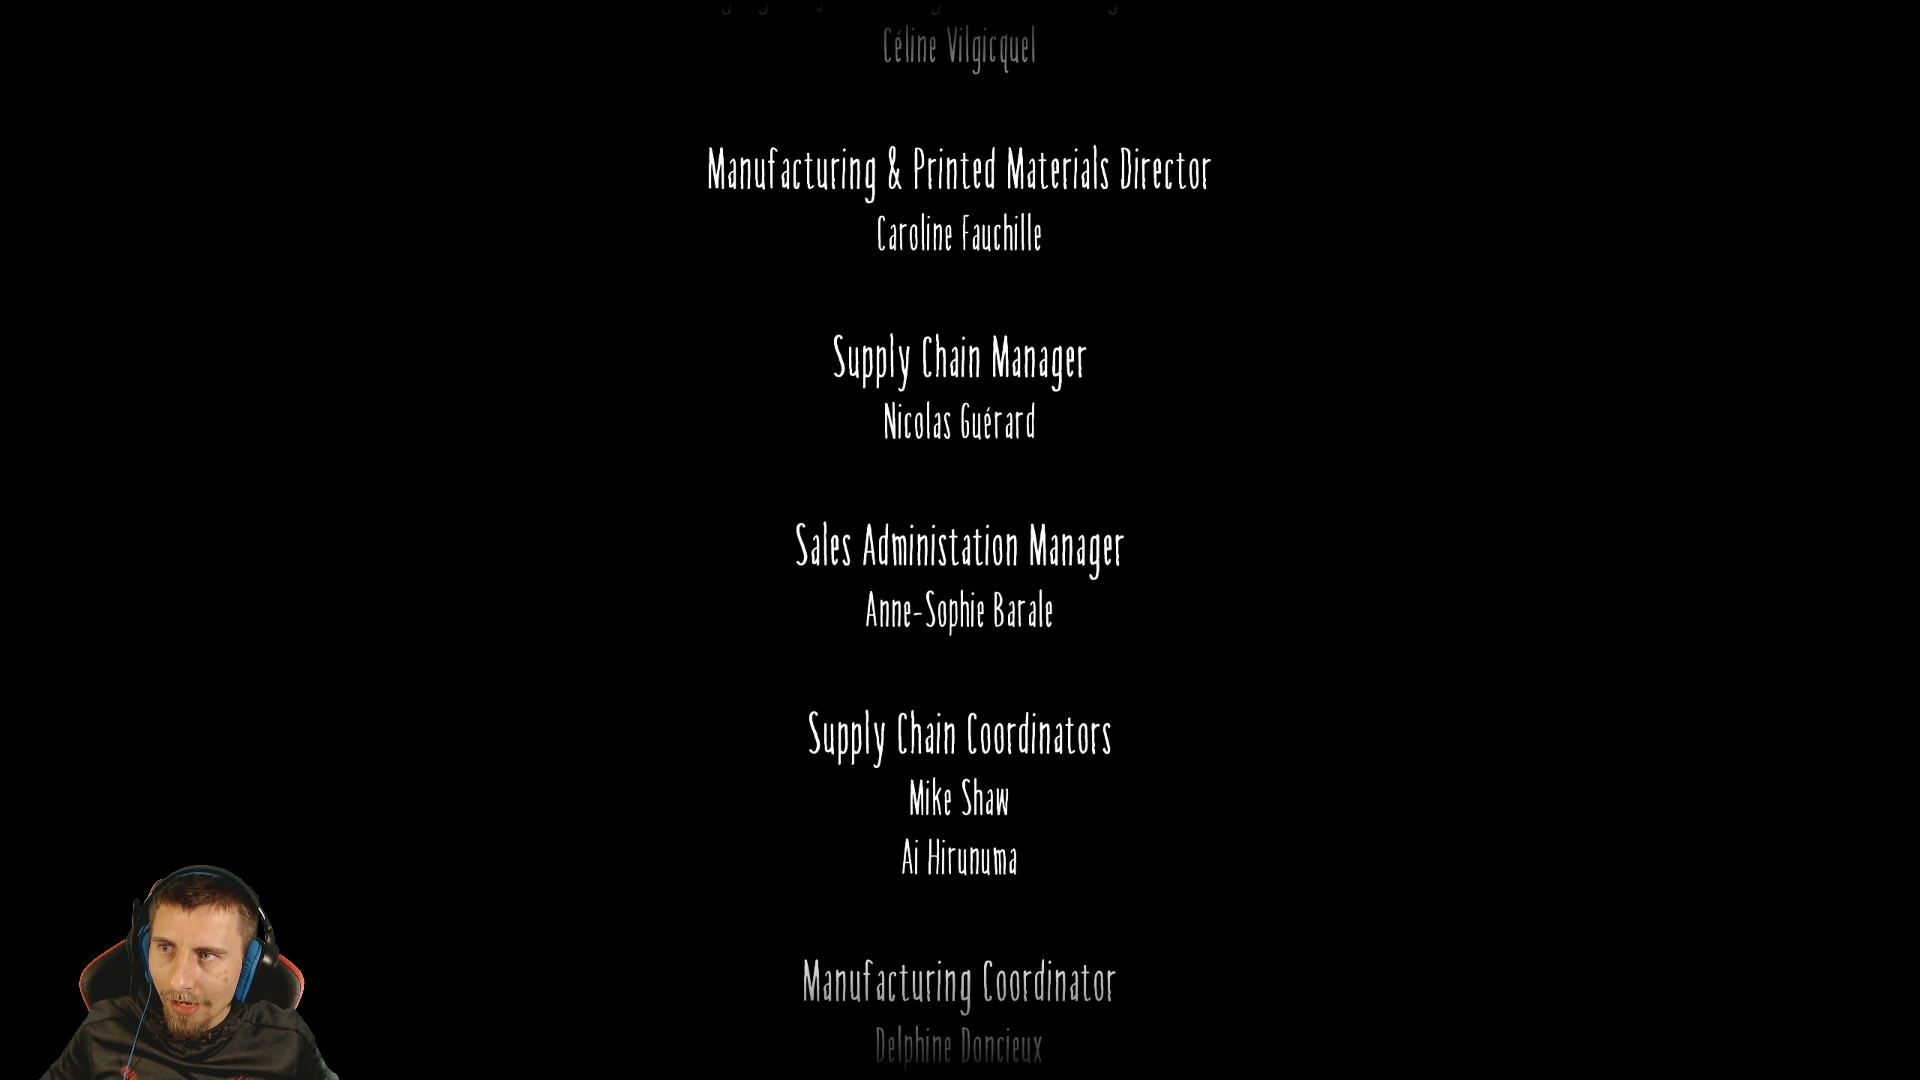 Céline Vilgicquel
Manufacturing & Printed Materials Director
Caroline Fauchille
Supply Chain Manager
Nicolas Guérard
Sales Administation Manager
Anne-Sophie Barale
Supply Chain Coordinators
Mike Shaw
Ai Hirunuma
Manufacturing Coordinator
Delphine Doncieux